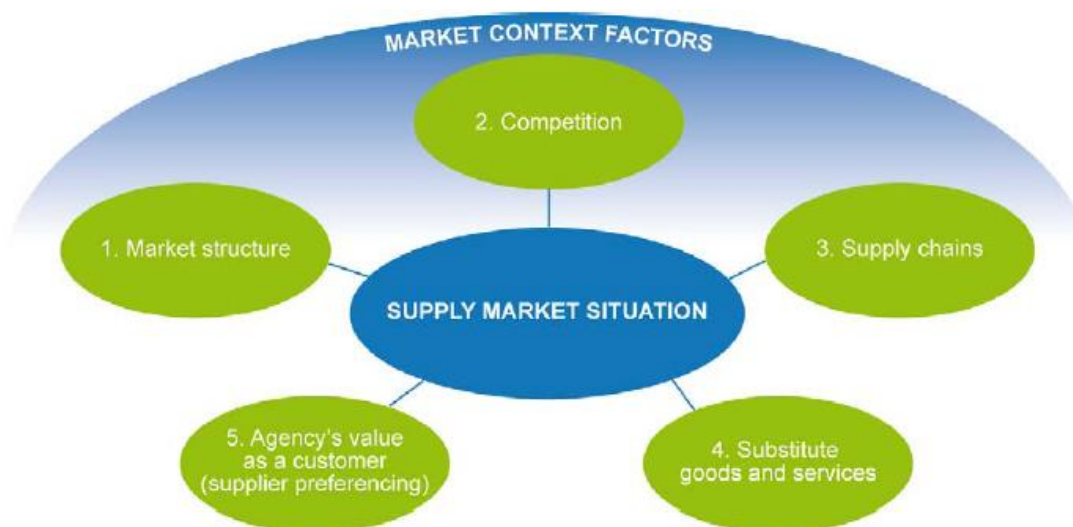 MARKET CONTEXT FACTORS
2. Competition
1. Market structure
3. Supply chains
SUPPLY MARKET SITUATION
5. Agency's value
as a customer
(supplier preferencing)
4. Substitute
goods and services